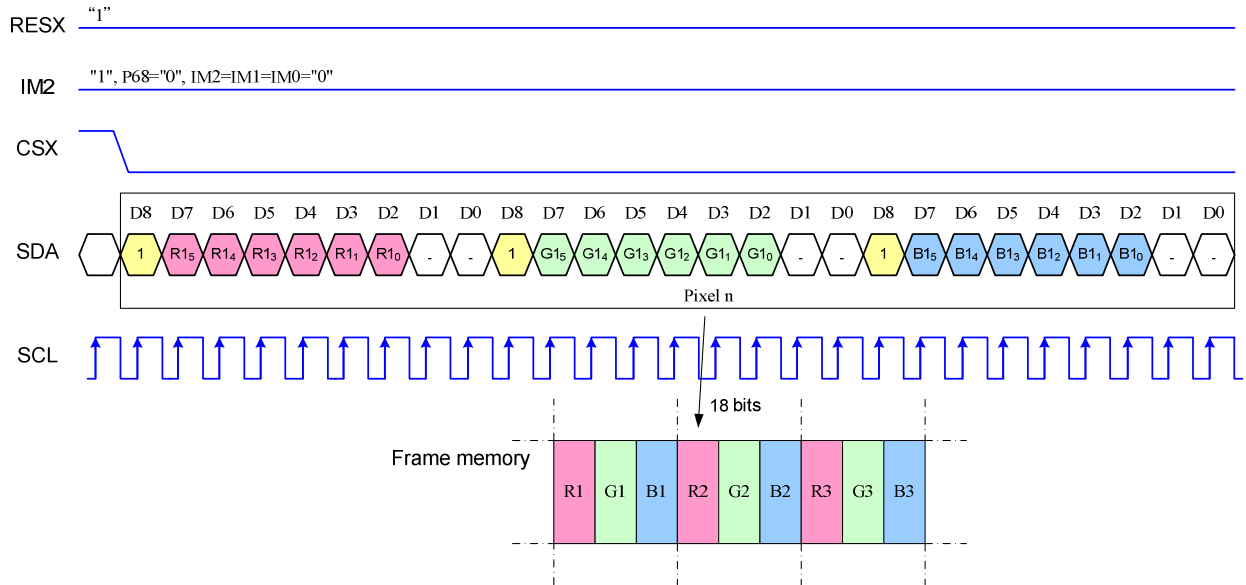 RESX "1"
IM2 "1", P68="0", IM2=IM1=IM0="0"
CSX
D8 D7 D6 D5 D4 D3 D2 D1 D0 D8 D7 D6 D5 D4 D3 D2 D1 D0 D8 D7 D6 D5 D4 D3 D2 D1 D0
SDA 1 R1₅ R1₄ R1₃ R1₂ R1₁ R1₀ - - 1 G1₅ G1₄ G1₃ G1₂ G1₁ G1₀ - - 1 B1₅ B1₄ B1₃ B1₂ B1₁ B1₀ - -
Pixel n
SCL
18 bits
Frame memory
R1 G1 B1 R2 G2 B2 R3 G3 B3